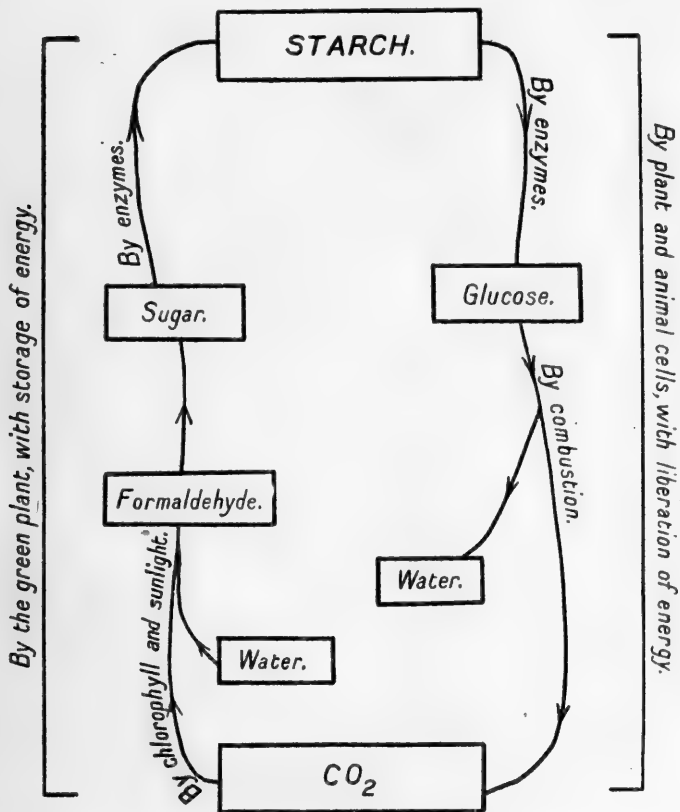 STARCH.
By enzymes.
By enzymes.
Sugar.
Glucose.
By combustion.
Formaldehyde.
Water.
By chlorophyll and sunlight.
Water.
CO₂
By the green plant, with storage of energy.
By plant and animal cells, with liberation of energy.